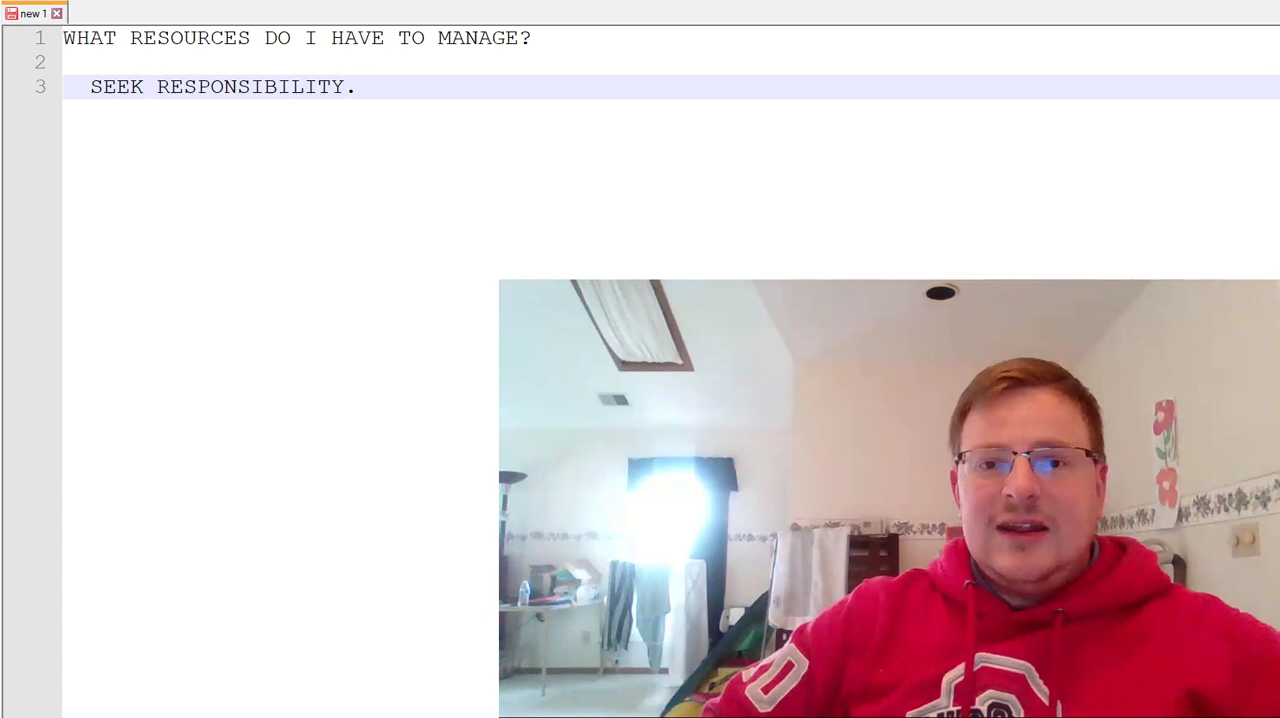 new 1
1 WHAT RESOURCES DO I HAVE TO MANAGE?
2
3 SEEK RESPONSIBILITY.